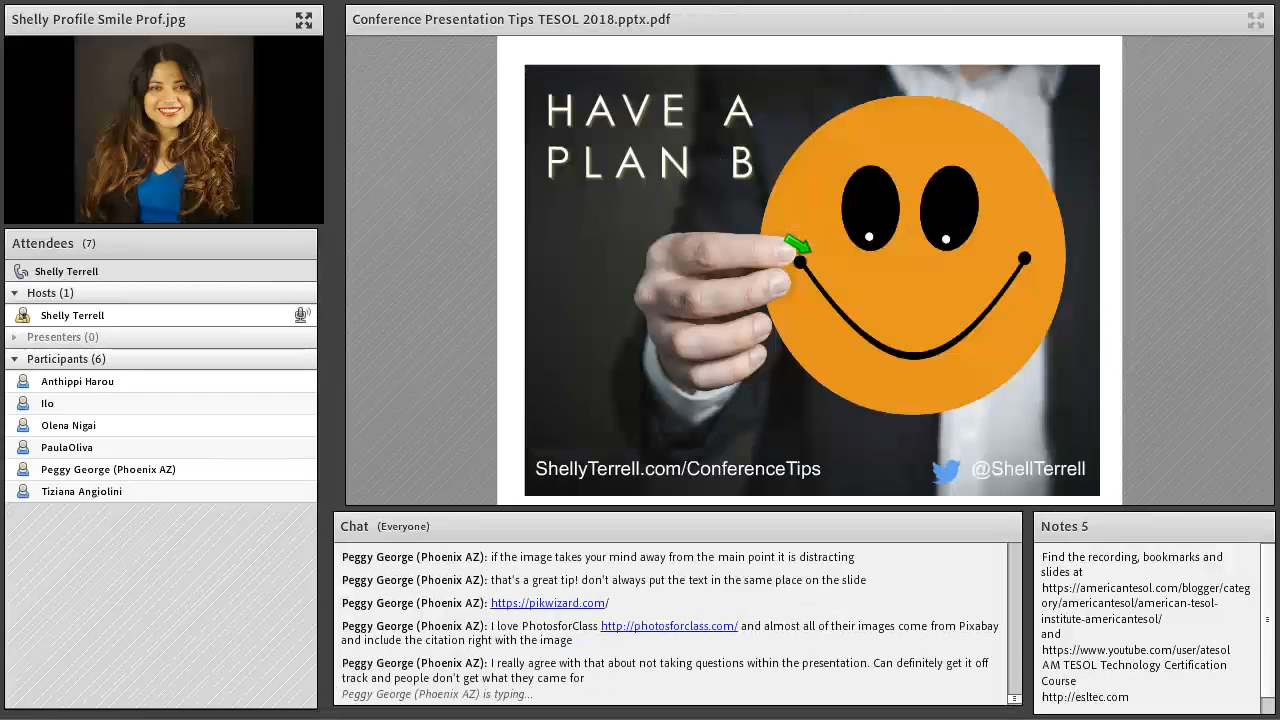 Shelly Profile Smile Prof.jpg
Conference Presentation Tips TESOL 2018.pptx.pdf
HAVE A
PLAN B
ShellyTerrell.com/ConferenceTips
@ShellTerrell
Attendees (7)
Shelly Terrell
Hosts (1)
Shelly Terrell
Presenters (0)
Participants (6)
Anthippi Harou
Ilo
Olena Nigai
PaulaOliva
Peggy George (Phoenix AZ)
Tiziana Angiolini
Chat (Everyone)
Peggy George (Phoenix AZ): if the image takes your mind away from the main point it is distracting
Peggy George (Phoenix AZ): that's a great tip! don't always put the text in the same place on the slide
Peggy George (Phoenix AZ): https://pikwizard.com/
Peggy George (Phoenix AZ): I love PhotosforClass http://photosforclass.com/ and almost all of their images come from Pixabay
and include the citation right with the image
Peggy George (Phoenix AZ): I really agree with that about not taking questions within the presentation. Can definitely get it off
track and people don't get what they came for
Peggy George (Phoenix AZ) is typing...
Notes 5
Find the recording, bookmarks and
slides at
https://americantesol.com/blogger/categ
ory/americantesol/american-tesol-
institute-americantesol/
and
https://www.youtube.com/user/atesol
AM TESOL Technology Certification
Course
http://esltec.com